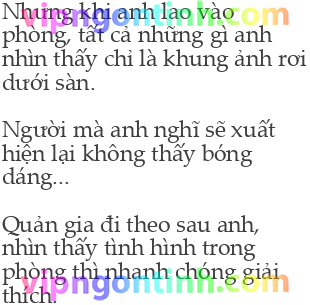 Nhưng khi anh lao vào
phòng, tất cả những gì anh
nhìn thấy chỉ là khung ảnh rơi
dưới sàn.
Người mà anh nghĩ sẽ xuất
hiện lại không thấy bóng
dáng...
Quản gia đi theo sau anh,
nhìn thấy tình hình trong
phòng thì nhanh chóng giải
thích.
vipngontinh.com
vipngontinh.com